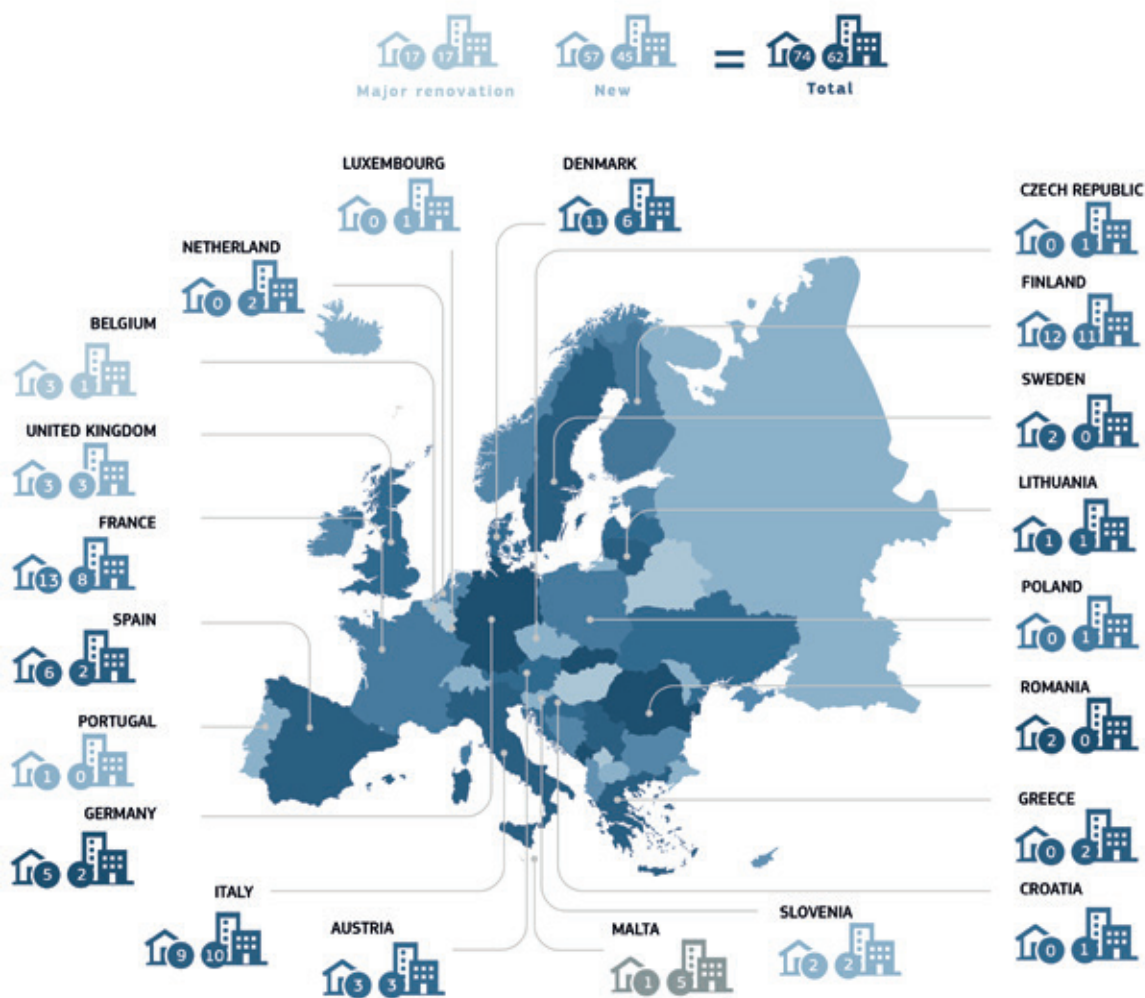 17 17 57 45 = 74 62
Major renovation New Total
LUXEMBOURG
0 1
DENMARK
11 6
CZECH REPUBLIC
0 1
NETHERLAND
0 2
FINLAND
12 11
BELGIUM
3 1
SWEDEN
2 0
UNITED KINGDOM
3 3
LITHUANIA
1 1
FRANCE
13 8
POLAND
0 1
SPAIN
6 2
ROMANIA
2 0
PORTUGAL
1 0
GREECE
0 2
GERMANY
5 2
CROATIA
0 1
ITALY
9 10
AUSTRIA
3 3
MALTA
1 5
SLOVENIA
2 2